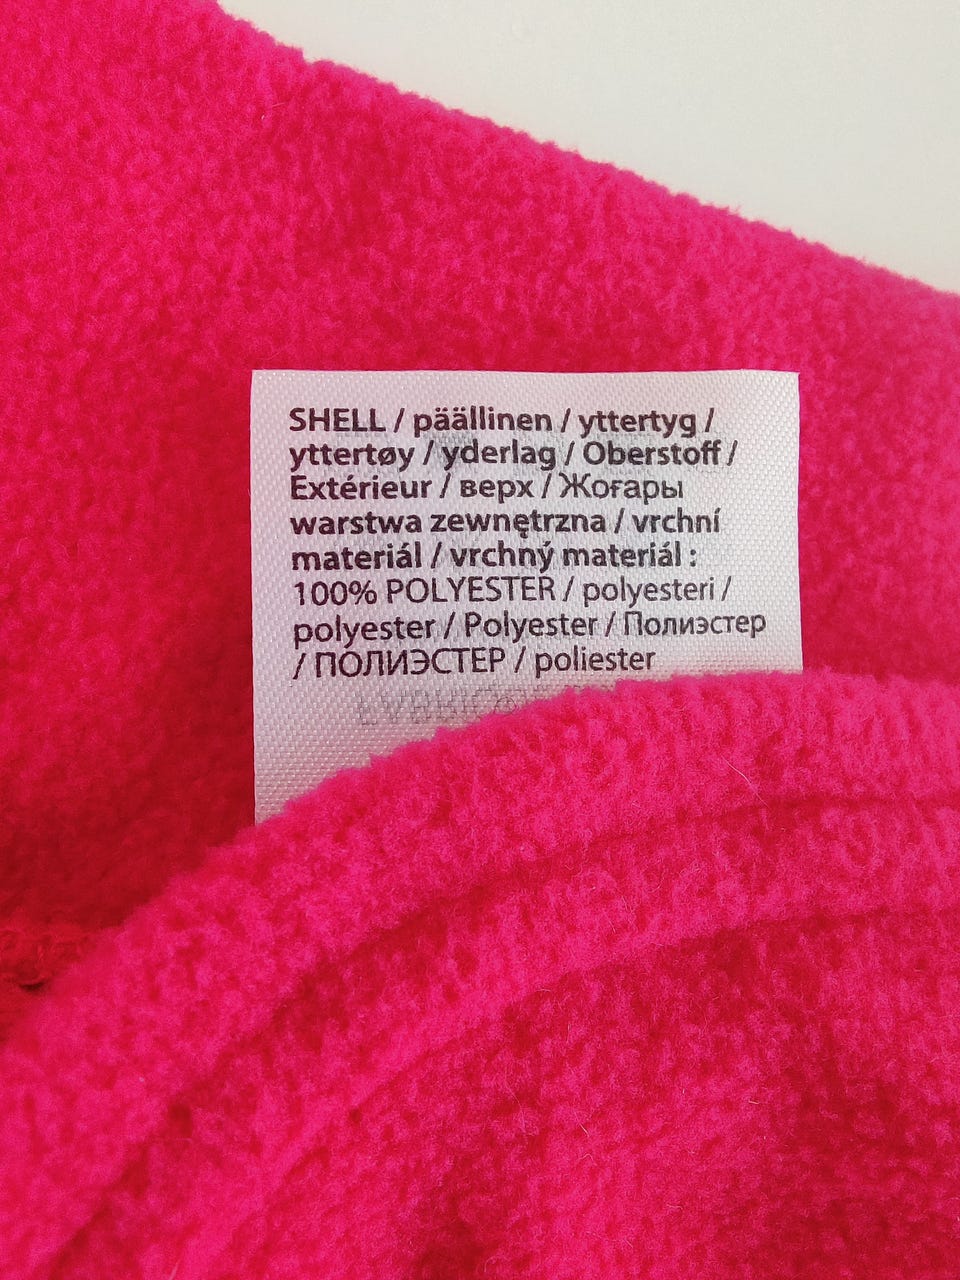 SHELL / päällinen / yttertyg /
yttertøy / yderlag / Oberstoff /
Extérieur / верх / Жоғары
warstwa zewnętrzna / vrchní
materiál / vrchný materiál :
100% POLYESTER / polyesteri /
polyester / Polyester / Полиэстер
/ ПОЛИЭСТЕР / poliester